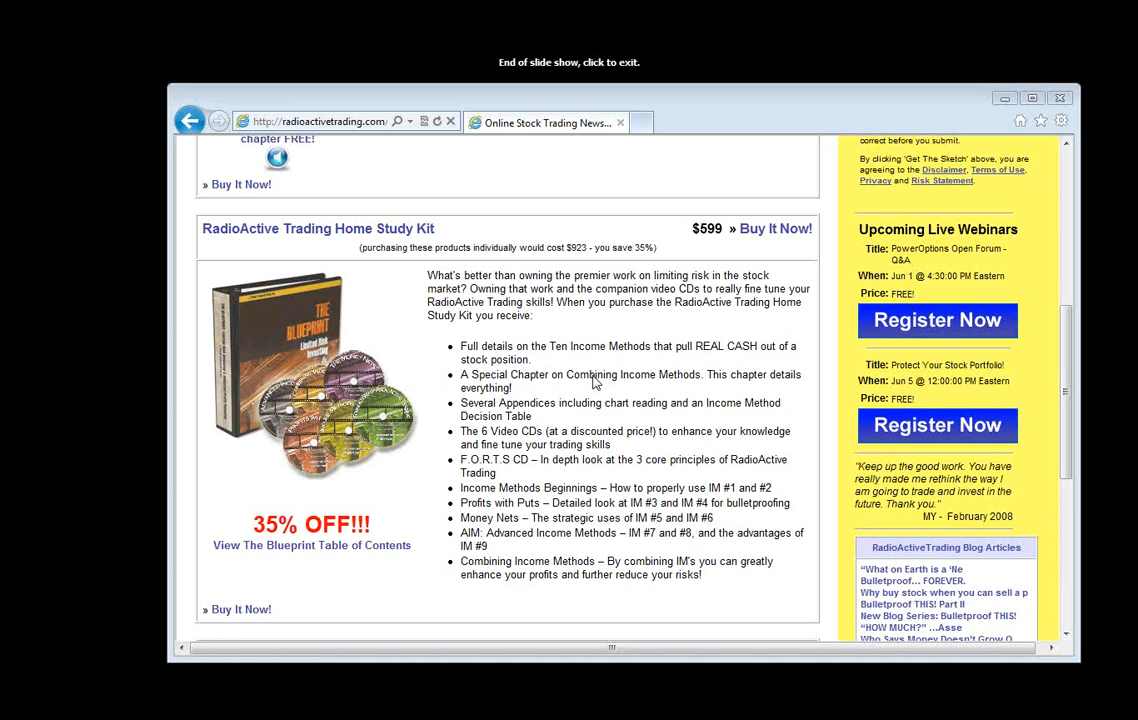 End of slide show, click to exit.
http://radioactivetrading.com/
Online Stock Trading News...
chapter FREE!
» Buy It Now!
RadioActive Trading Home Study Kit
$599 » Buy It Now!
(purchasing these products individually would cost $923 - you save 35%)
THE
BLUEPRINT
Limited Risk
Investing
What's better than owning the premier work on limiting risk in the stock
market? Owning that work and the companion video CDs to really fine tune your
RadioActive Trading skills! When you purchase the RadioActive Trading Home
Study Kit you receive:
Full details on the Ten Income Methods that pull REAL CASH out of a
stock position.
A Special Chapter on Combining Income Methods. This chapter details
everything!
Several Appendices including chart reading and an Income Method
Decision Table
The 6 Video CDs (at a discounted price!) to enhance your knowledge
and fine tune your trading skills
F.O.R.T.S CD – In depth look at the 3 core principles of RadioActive
Trading
Income Methods Beginnings – How to properly use IM #1 and #2
Profits with Puts – Detailed look at IM #3 and IM #4 for bulletproofing
Money Nets – The strategic uses of IM #5 and IM #6
AIM: Advanced Income Methods – IM #7 and #8, and the advantages of
IM #9
Combining Income Methods – By combining IM's you can greatly
enhance your profits and further reduce your risks!
35% OFF!!!
View The Blueprint Table of Contents
» Buy It Now!
correct before you submit.
By clicking 'Get The Sketch' above, you are
agreeing to the Disclaimer, Terms of Use,
Privacy and Risk Statement.
Upcoming Live Webinars
Title: PowerOptions Open Forum -
Q&A
When: Jun 1 @ 4:30:00 PM Eastern
Price: FREE!
Register Now
Title: Protect Your Stock Portfolio!
When: Jun 5 @ 12:00:00 PM Eastern
Price: FREE!
Register Now
"Keep up the good work. You have
really made me rethink the way I
am going to trade and invest in the
future. Thank you."
MY - February 2008
RadioActiveTrading Blog Articles
"What on Earth is a 'Ne
Bulletproof... FOREVER.
Why buy stock when you can sell a p
Bulletproof THIS! Part II
New Blog Series: Bulletproof THIS!
"HOW MUCH?" ...Asse
Who Says Money Doesn't Grow O